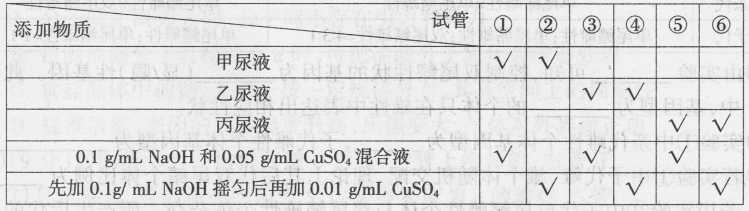 添加物质 试管 ① ② ③ ④ ⑤ ⑥
甲尿液 √ √
乙尿液 √ √
丙尿液 √ √
0.1 g/mL NaOH 和 0.05 g/mL CuSO₄ 混合液 √ √ √
先加 0.1g/ mL NaOH 摇匀后再加 0.01 g/mL CuSO₄ √ √ √